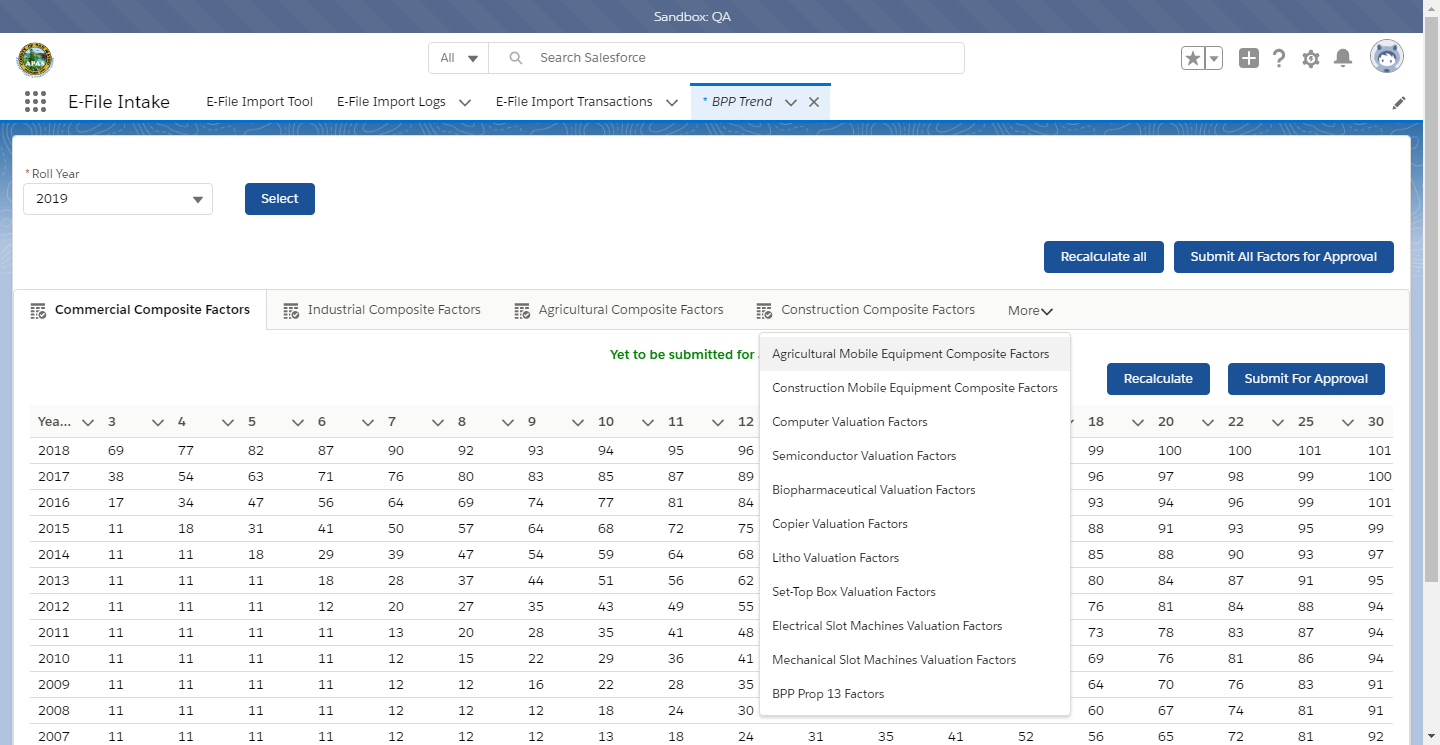 Sandbox: QA
APAS
All
Search Salesforce
E-File Intake
E-File Import Tool
E-File Import Logs
E-File Import Transactions
* BPP Trend
*Roll Year
2019
Select
Recalculate all
Submit All Factors for Approval
Commercial Composite Factors
Industrial Composite Factors
Agricultural Composite Factors
Construction Composite Factors
More
Yet to be submitted for
Recalculate
Submit For Approval
Agricultural Mobile Equipment Composite Factors
Construction Mobile Equipment Composite Factors
Computer Valuation Factors
Semiconductor Valuation Factors
Biopharmaceutical Valuation Factors
Copier Valuation Factors
Litho Valuation Factors
Set-Top Box Valuation Factors
Electrical Slot Machines Valuation Factors
Mechanical Slot Machines Valuation Factors
BPP Prop 13 Factors
Yea... 3 4 5 6 7 8 9 10 11 12 18 20 22 25 30
2018 69 77 82 87 90 92 93 94 95 96 99 100 100 101 101
2017 38 54 63 71 76 80 83 85 87 89 96 97 98 99 100
2016 17 34 47 56 64 69 74 77 81 84 93 94 96 99 101
2015 11 18 31 41 50 57 64 68 72 75 88 91 93 95 99
2014 11 11 18 29 39 47 54 59 64 68 85 88 90 93 97
2013 11 11 11 18 28 37 44 51 56 62 80 84 87 91 95
2012 11 11 11 12 20 27 35 43 49 55 76 81 84 88 94
2011 11 11 11 11 13 20 28 35 41 48 73 78 83 87 94
2010 11 11 11 11 12 15 22 29 36 41 69 76 81 86 94
2009 11 11 11 11 12 12 16 22 28 35 64 70 76 83 91
2008 11 11 11 11 12 12 12 18 24 30 60 67 74 81 91
2007 11 11 11 11 12 12 12 13 18 24 31 35 41 52 56 65 72 81 92